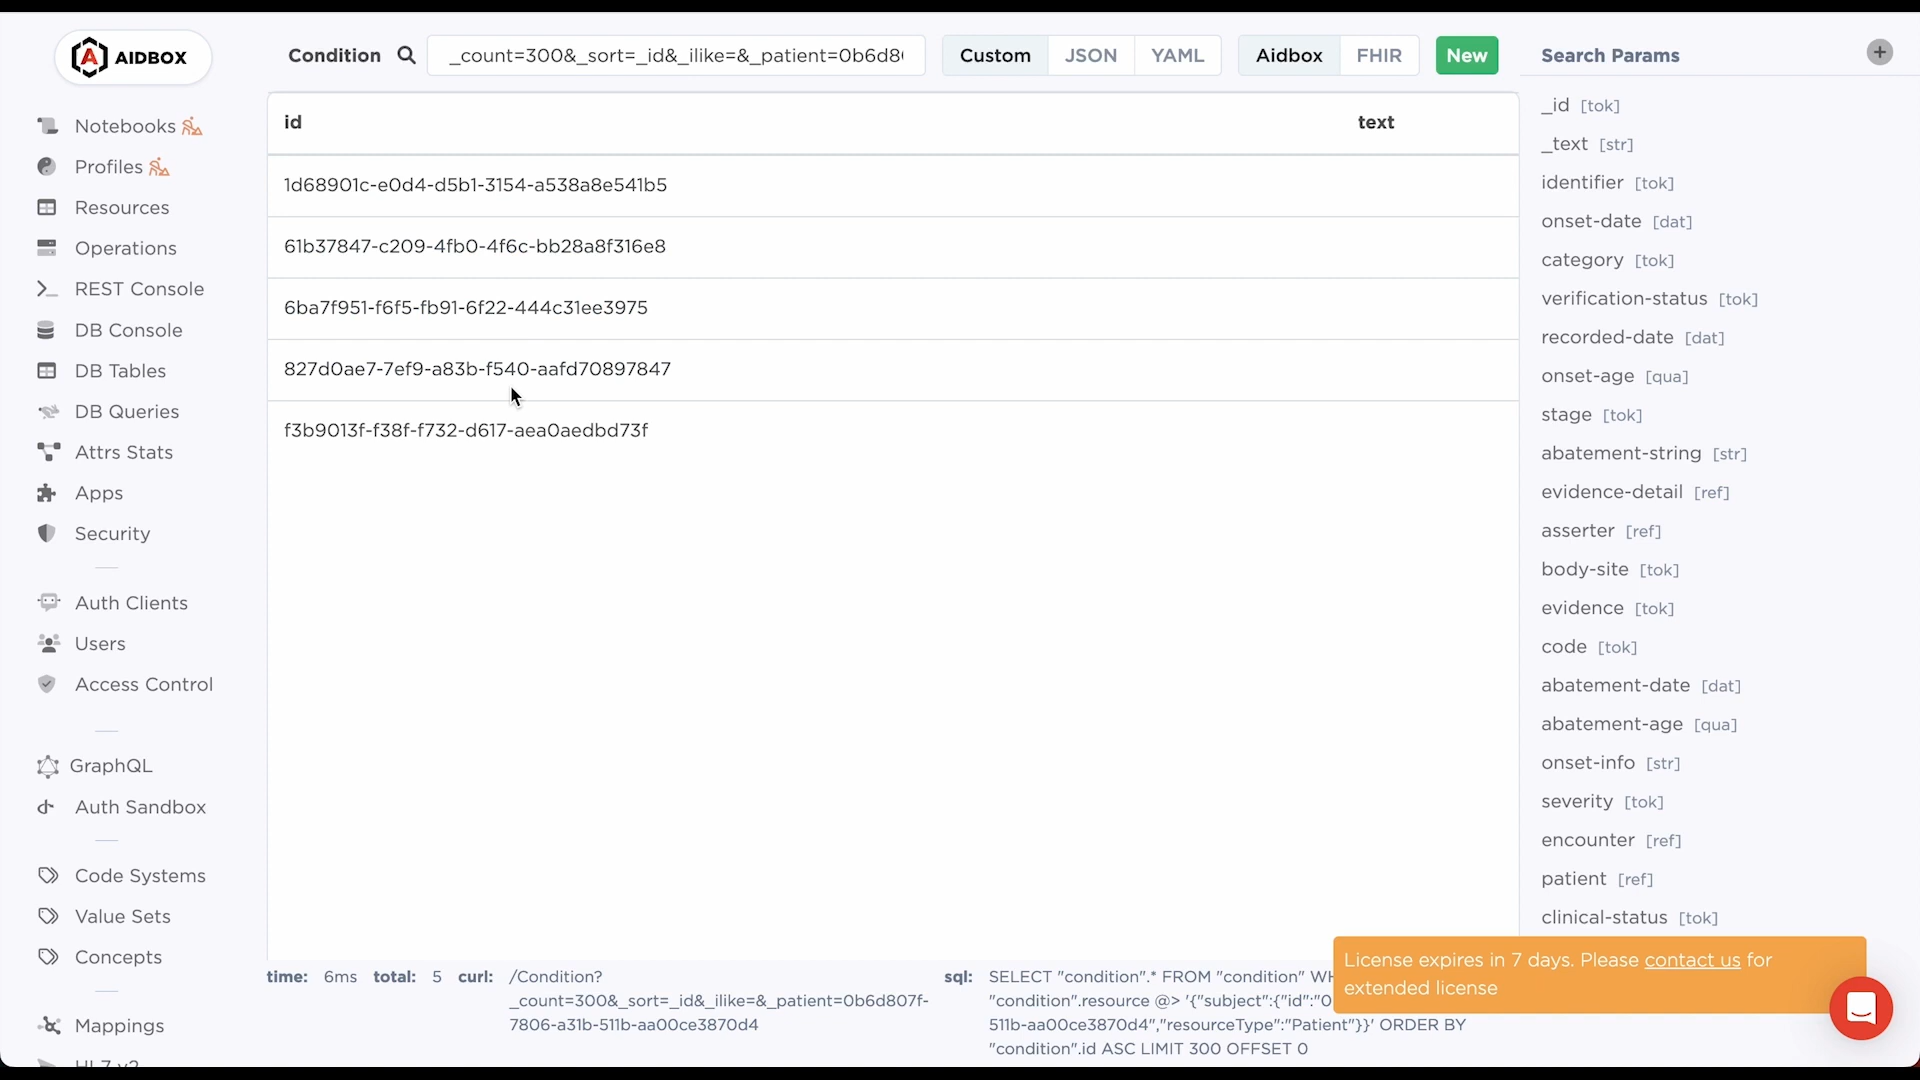 AIDBOX
Notebooks
Profiles
Resources
Operations
REST Console
DB Console
DB Tables
DB Queries
Attrs Stats
Apps
Security
Auth Clients
Users
Access Control
GraphQL
Auth Sandbox
Code Systems
Value Sets
Concepts
Mappings
Condition
_count=300&_sort=_id&_ilike=&_patient=0b6d8
Custom JSON YAML
Aidbox FHIR
New
id text
1d68901c-e0d4-d5b1-3154-a538a8e541b5
61b37847-c209-4fb0-4f6c-bb28a8f316e8
6ba7f951-f6f5-fb91-6f22-444c31ee3975
827d0ae7-7ef9-a83b-f540-aafd70897847
f3b9013f-f38f-f732-d617-aea0aedbd73f
time: 6ms total: 5 curl: /Condition?
_count=300&_sort=_id&_ilike=&_patient=0b6d807f-
7806-a31b-511b-aa00ce3870d4
sql: SELECT "condition".* FROM "condition"
"condition".resource @> '{"subject":{"id":"0
511b-aa00ce3870d4","resourceType":"Patient"}}' ORDER BY
"condition".id ASC LIMIT 300 OFFSET 0
Search Params
_id [tok]
_text [str]
identifier [tok]
onset-date [dat]
category [tok]
verification-status [tok]
recorded-date [dat]
onset-age [qua]
stage [tok]
abatement-string [str]
evidence-detail [ref]
asserter [ref]
body-site [tok]
evidence [tok]
code [tok]
abatement-date [dat]
abatement-age [qua]
onset-info [str]
severity [tok]
encounter [ref]
patient [ref]
clinical-status [tok]
License expires in 7 days. Please contact us for
extended license